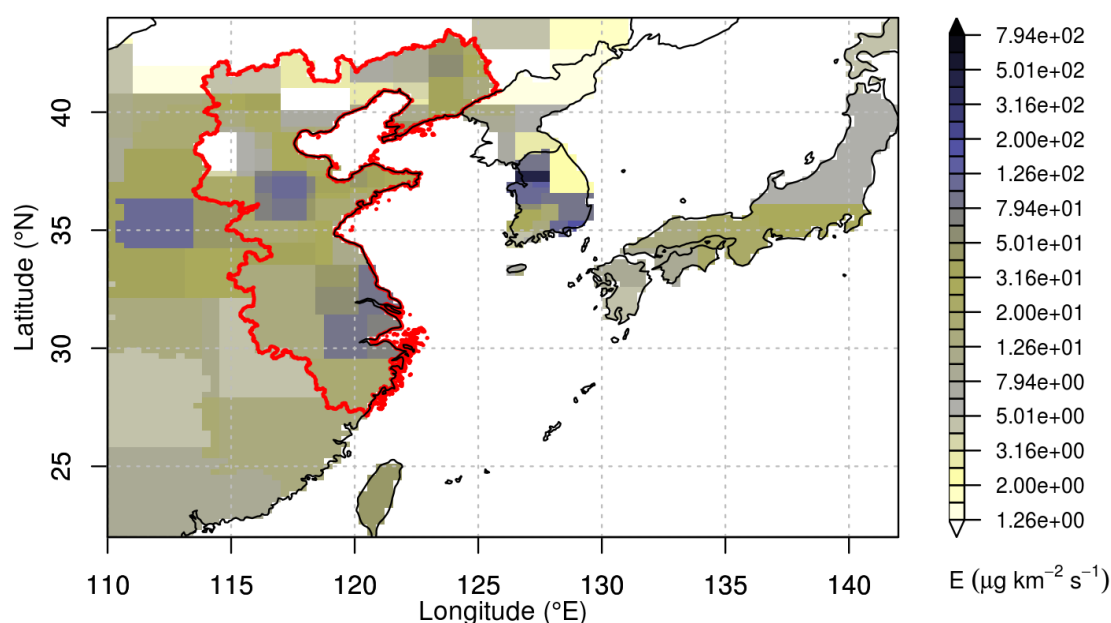 40
35
30
25
Latitude (°N)
110
115
120
125
130
135
140
Longitude (°E)
7.94e+02
5.01e+02
3.16e+02
2.00e+02
1.26e+02
7.94e+01
5.01e+01
3.16e+01
2.00e+01
1.26e+01
7.94e+00
5.01e+00
3.16e+00
2.00e+00
1.26e+00
E (μg km⁻² s⁻¹)